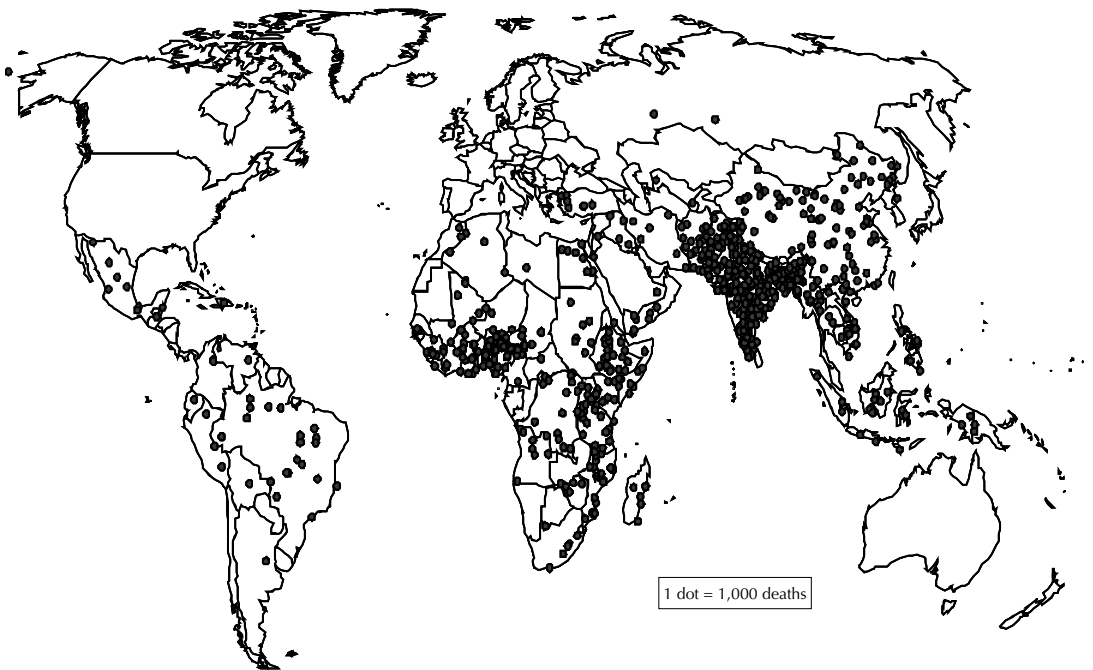 1 dot = 1,000 deaths